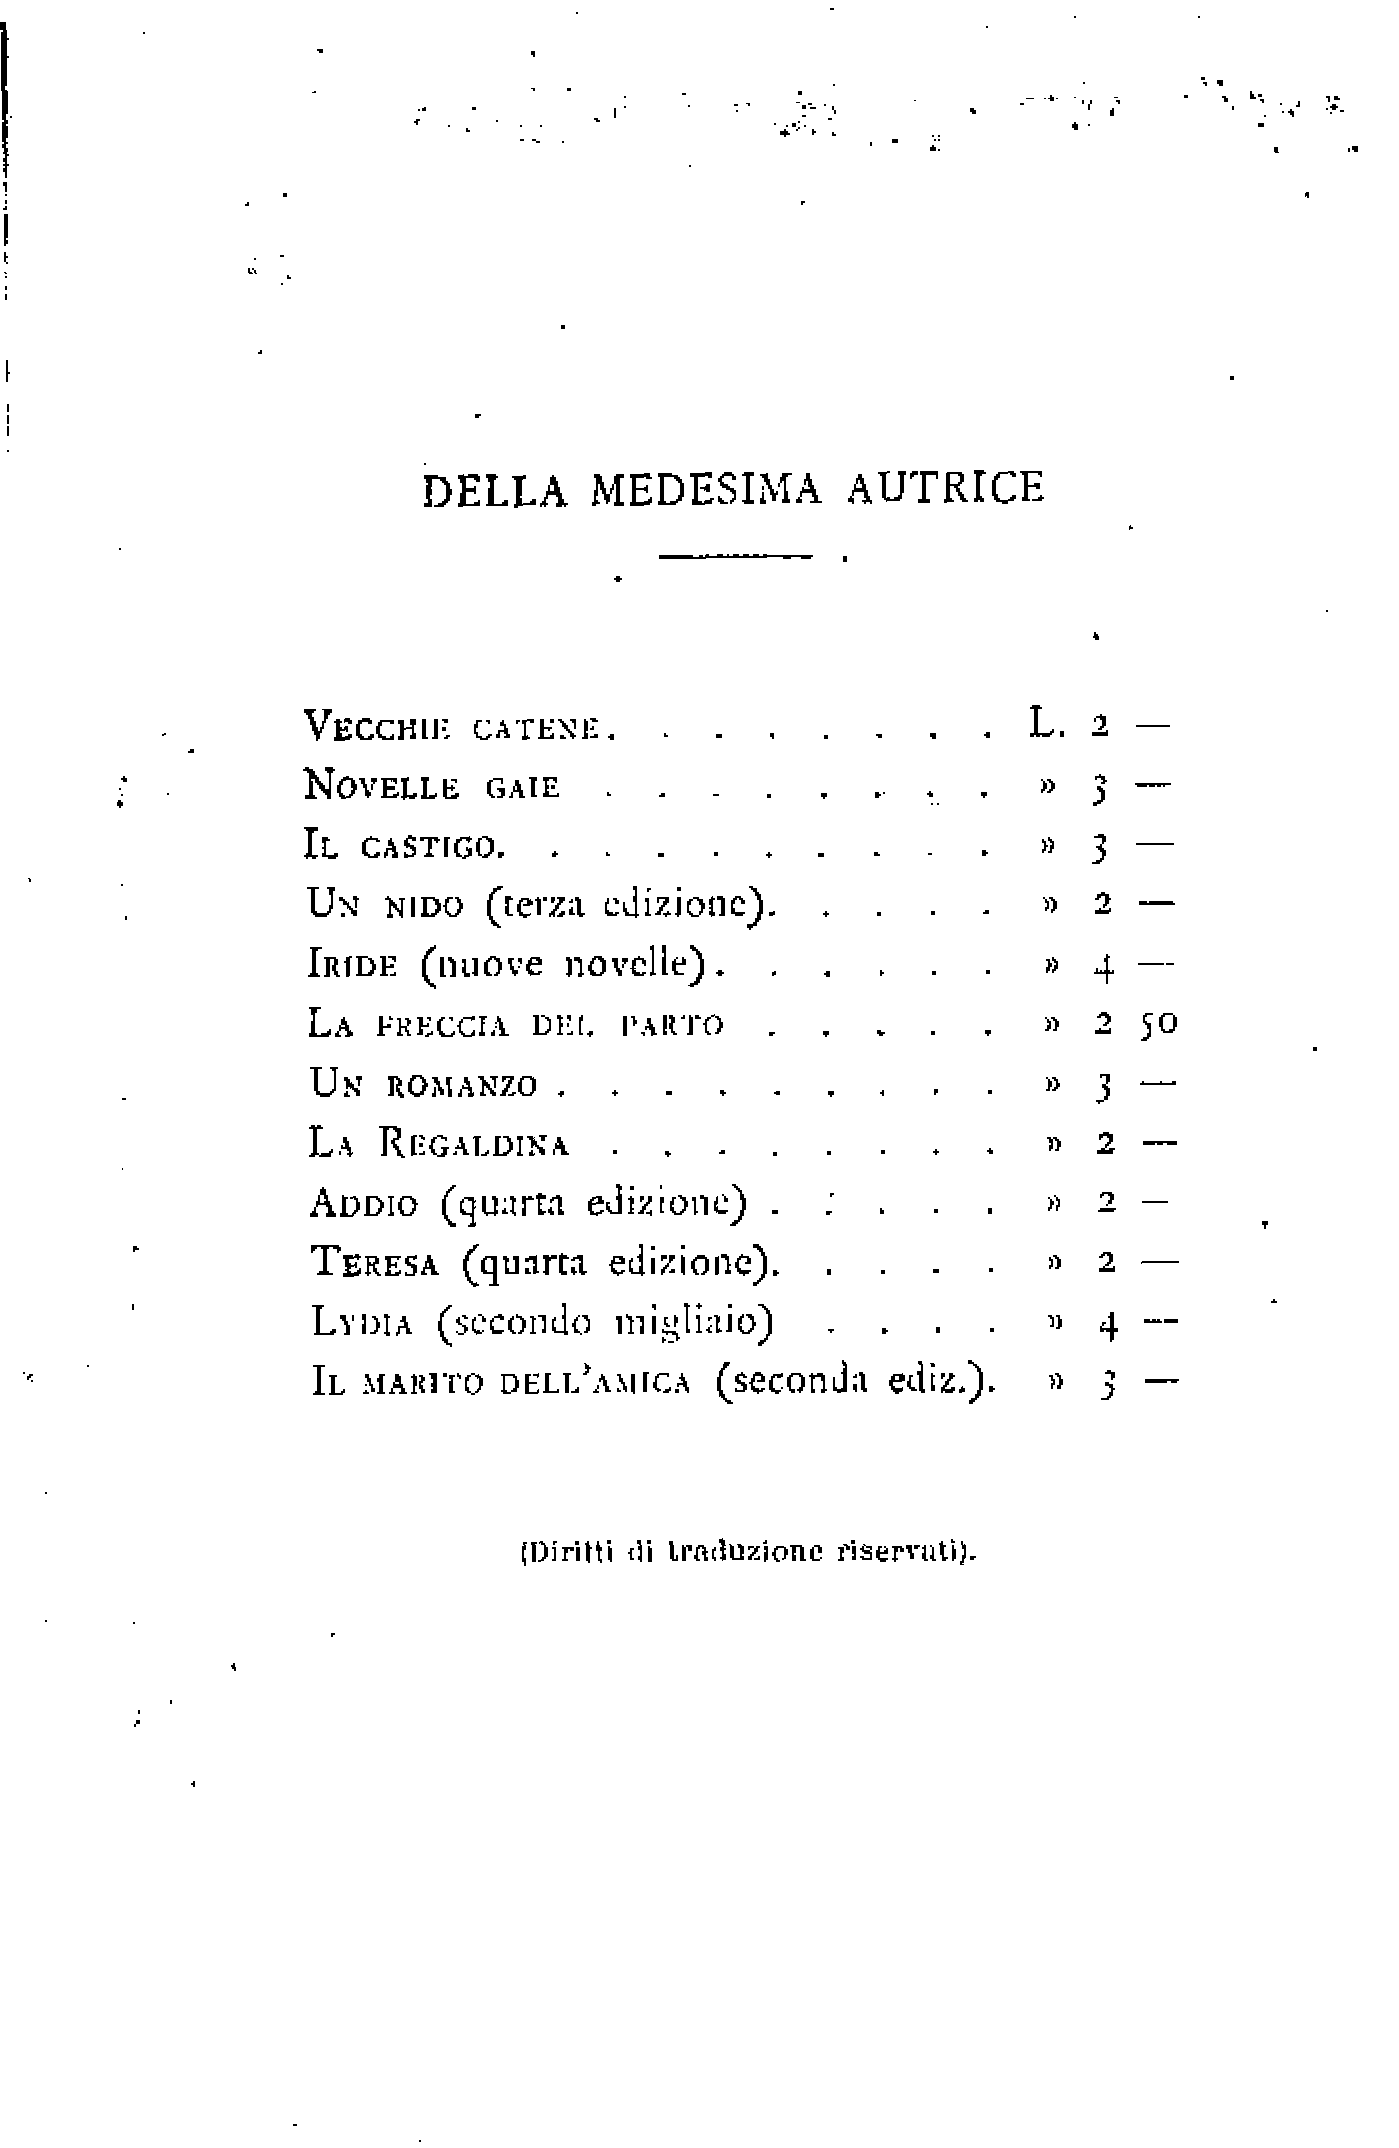 DELLA MEDESIMA AUTRICE
VECCHIE CATENE. . . . . . . . L. 2 —
NOVELLE GAIE . . . . . . . . » 3 —
IL CASTIGO. . . . . . . . . . » 3 —
UN NIDO (terza edizione). . . . . » 2 —
IRIDE (nuove novelle). . . . . . » 4 —
LA FRECCIA DEL PARTO . . . . . » 2 50
UN ROMANZO . . . . . . . . . » 3 —
LA REGALDINA . . . . . . . . » 2 —
ADDIO (quarta edizione) . . . . . » 2 —
TERESA (quarta edizione). . . . . » 2 —
LYDIA (secondo migliaio) . . . . » 4 —
IL MARITO DELL'AMICA (seconda ediz.). » 3 —
(Diritti di traduzione riservati).